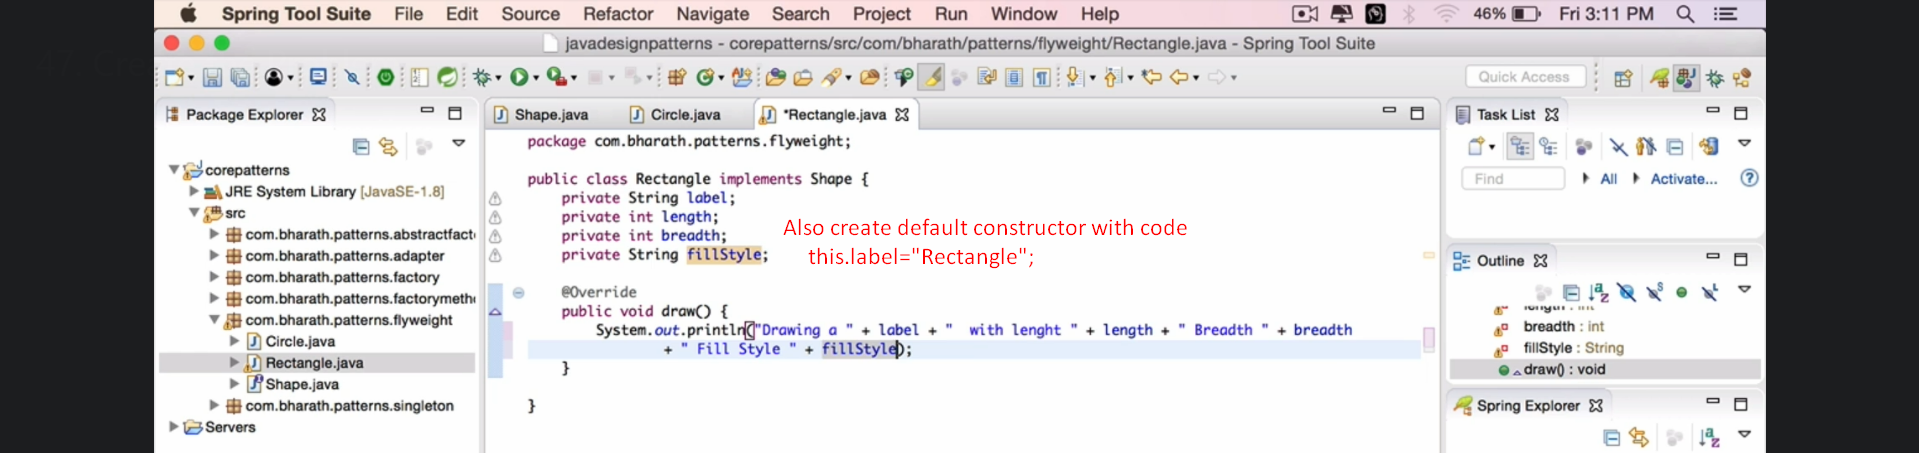 Spring Tool Suite File Edit Source Refactor Navigate Search Project Run Window Help 46% Fri 3:11 PM
javadesignpatterns - corepatterns/src/com/bharath/patterns/flyweight/Rectangle.java - Spring Tool Suite
Quick Access
Package Explorer
corepatterns
JRE System Library [JavaSE-1.8]
src
com.bharath.patterns.abstractfact
com.bharath.patterns.adapter
com.bharath.patterns.factory
com.bharath.patterns.factorymeth
com.bharath.patterns.flyweight
Circle.java
Rectangle.java
Shape.java
com.bharath.patterns.singleton
Servers
Shape.java Circle.java *Rectangle.java
package com.bharath.patterns.flyweight;
public class Rectangle implements Shape {
private String label;
private int length;
private int breadth;
private String fillStyle;
Also create default constructor with code
this.label="Rectangle";
@Override
public void draw() {
System.out.println("Drawing a " + label + "  with lenght " + length + " Breadth " + breadth
+ " Fill Style " + fillStyle);
}
}
Task List
Find All Activate...
Outline
length : int
breadth : int
fillStyle : String
draw() : void
Spring Explorer